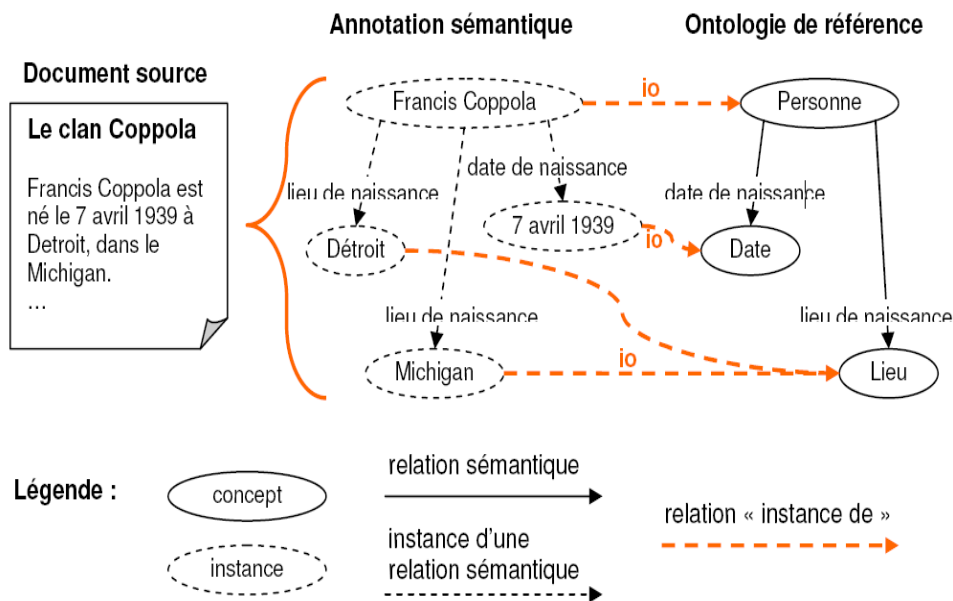 Annotation sémantique
Ontologie de référence
Document source
Le clan Coppola
Francis Coppola est
né le 7 avril 1939 à
Detroit, dans le
Michigan.
...
Francis Coppola
io
Personne
date de naissance
lieu de naissance
date de naissance
7 avril 1939
io
Détroit
Date
lieu de naissance
lieu de naissance
Michigan
io
Lieu
Légende :
concept
relation sémantique
instance
instance d'une
relation sémantique
relation « instance de »